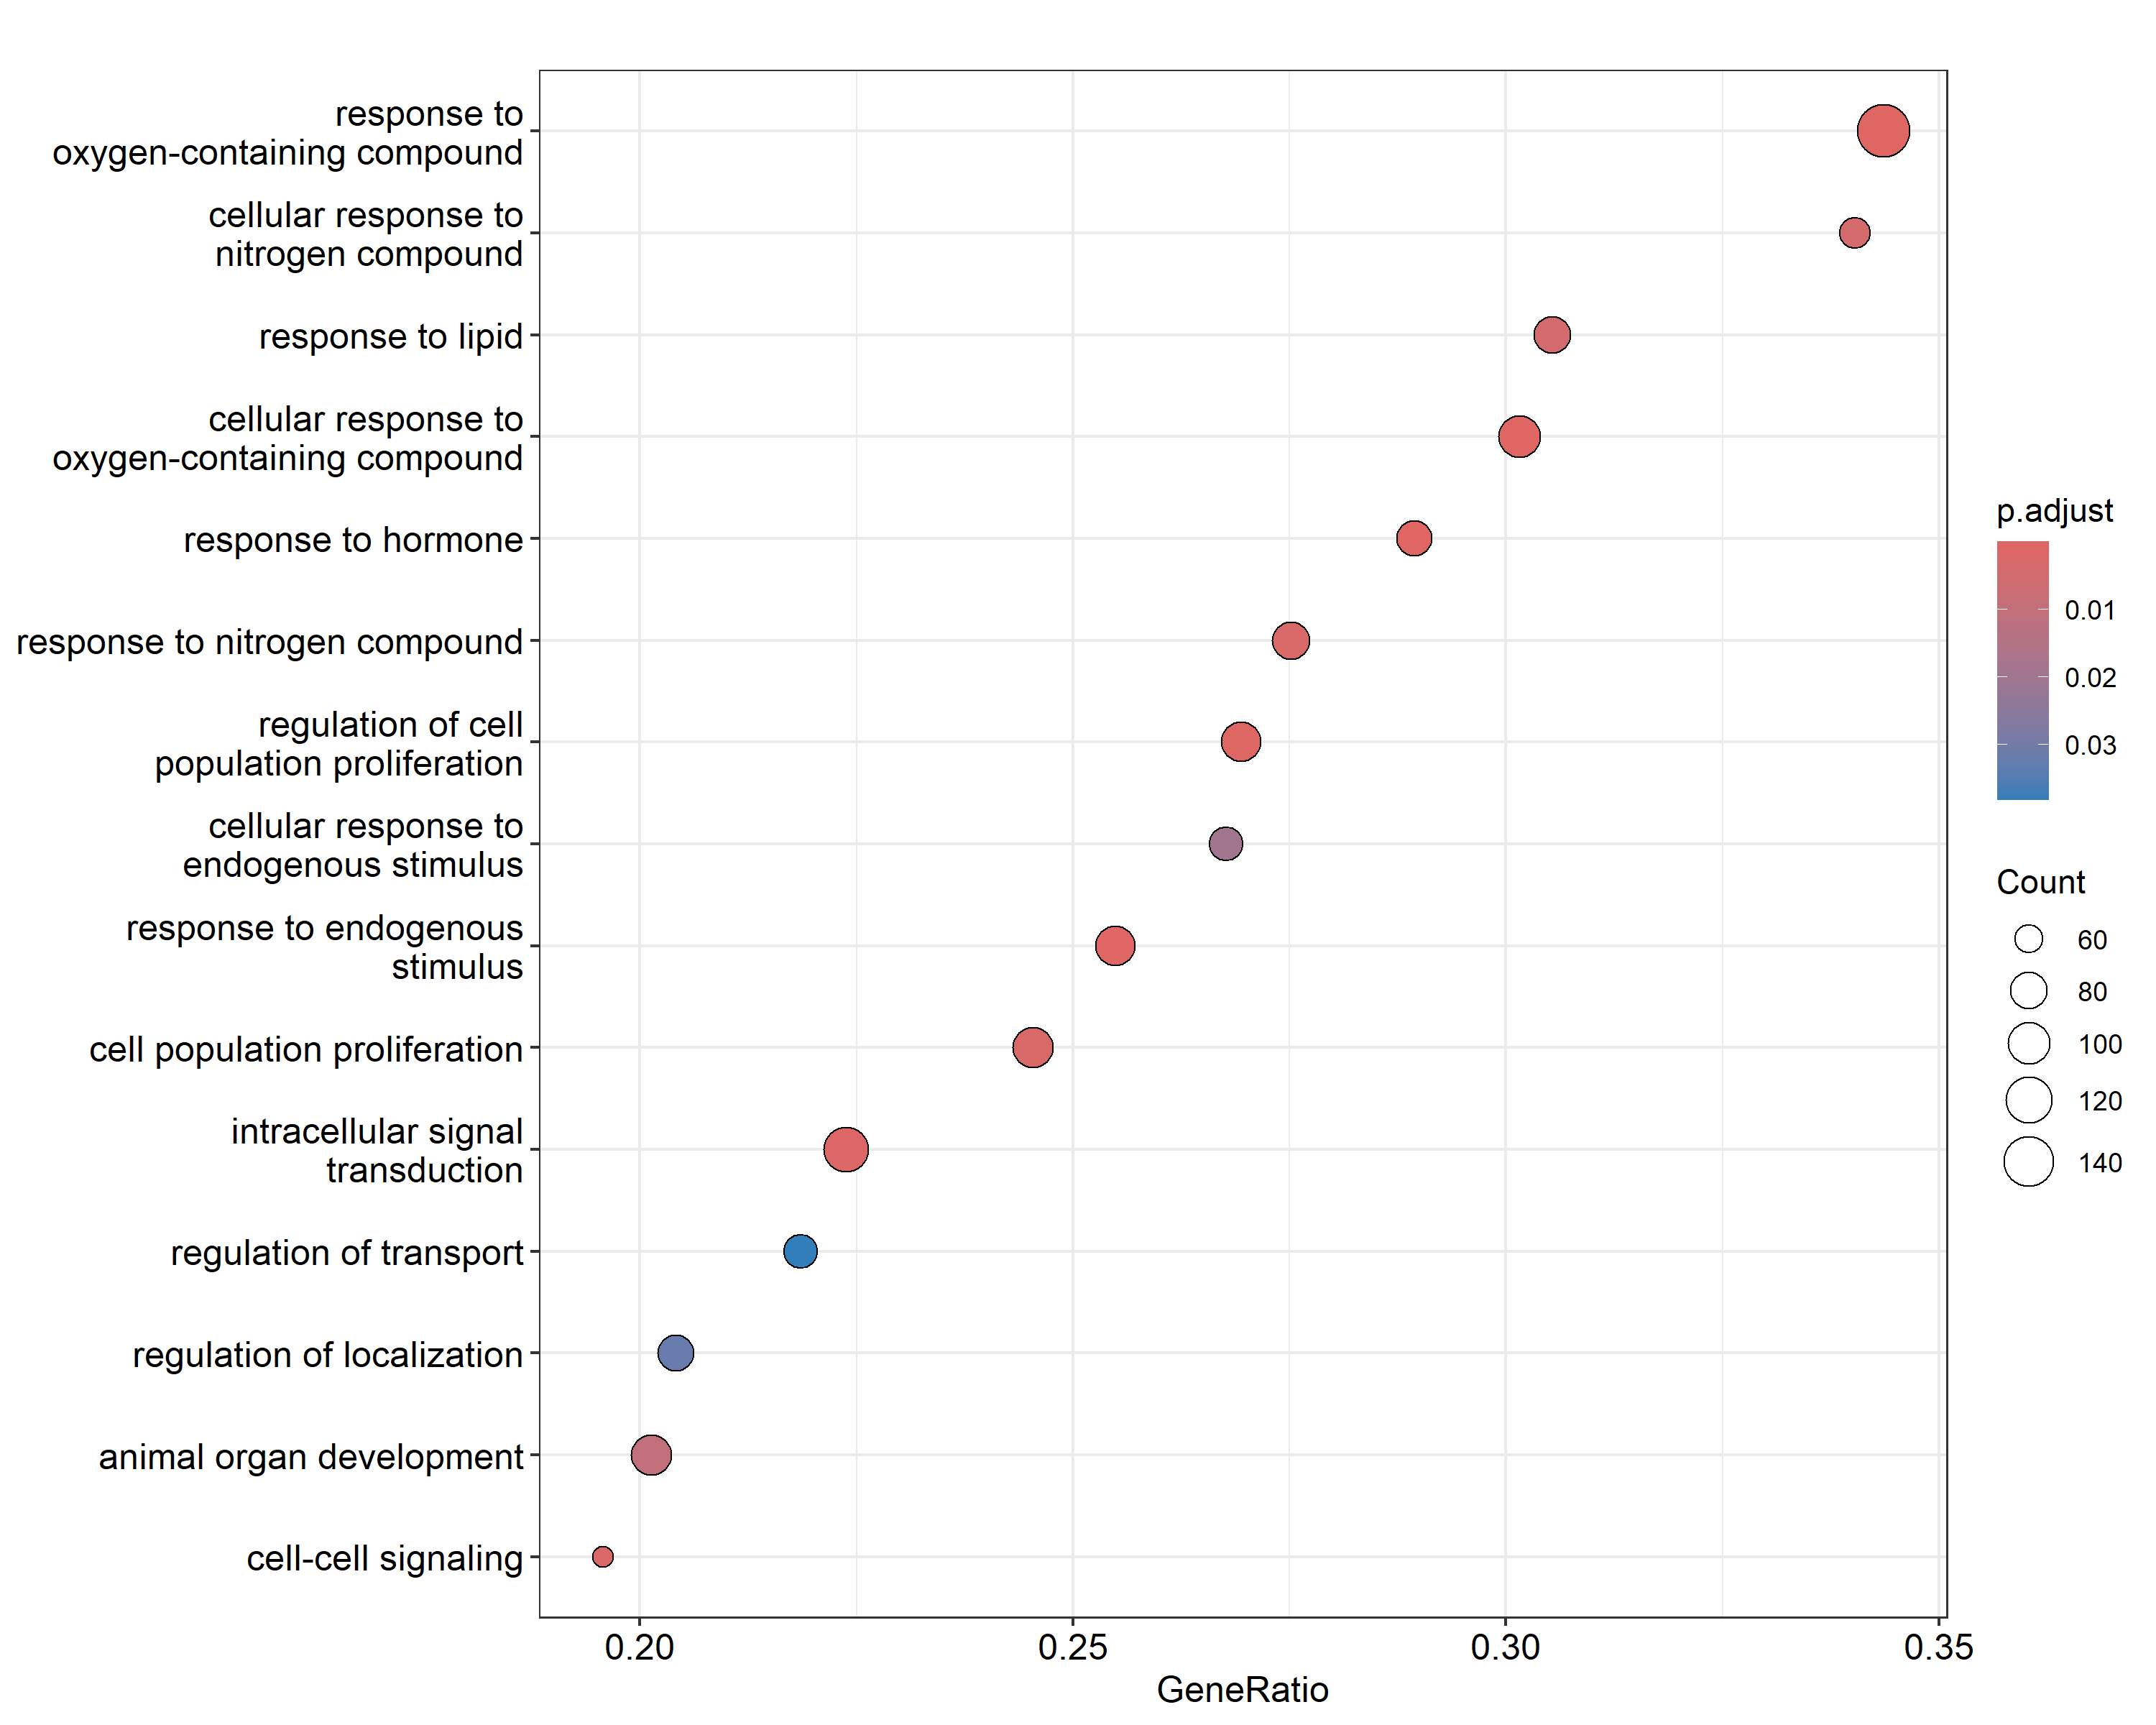 response to
oxygen-containing compound
cellular response to
nitrogen compound
response to lipid
cellular response to
oxygen-containing compound
response to hormone
response to nitrogen compound
regulation of cell
population proliferation
cellular response to
endogenous stimulus
response to endogenous
stimulus
cell population proliferation
intracellular signal
transduction
regulation of transport
regulation of localization
animal organ development
cell-cell signaling
0.20
0.25
0.30
0.35
GeneRatio
p.adjust
0.01
0.02
0.03
Count
60
80
100
120
140